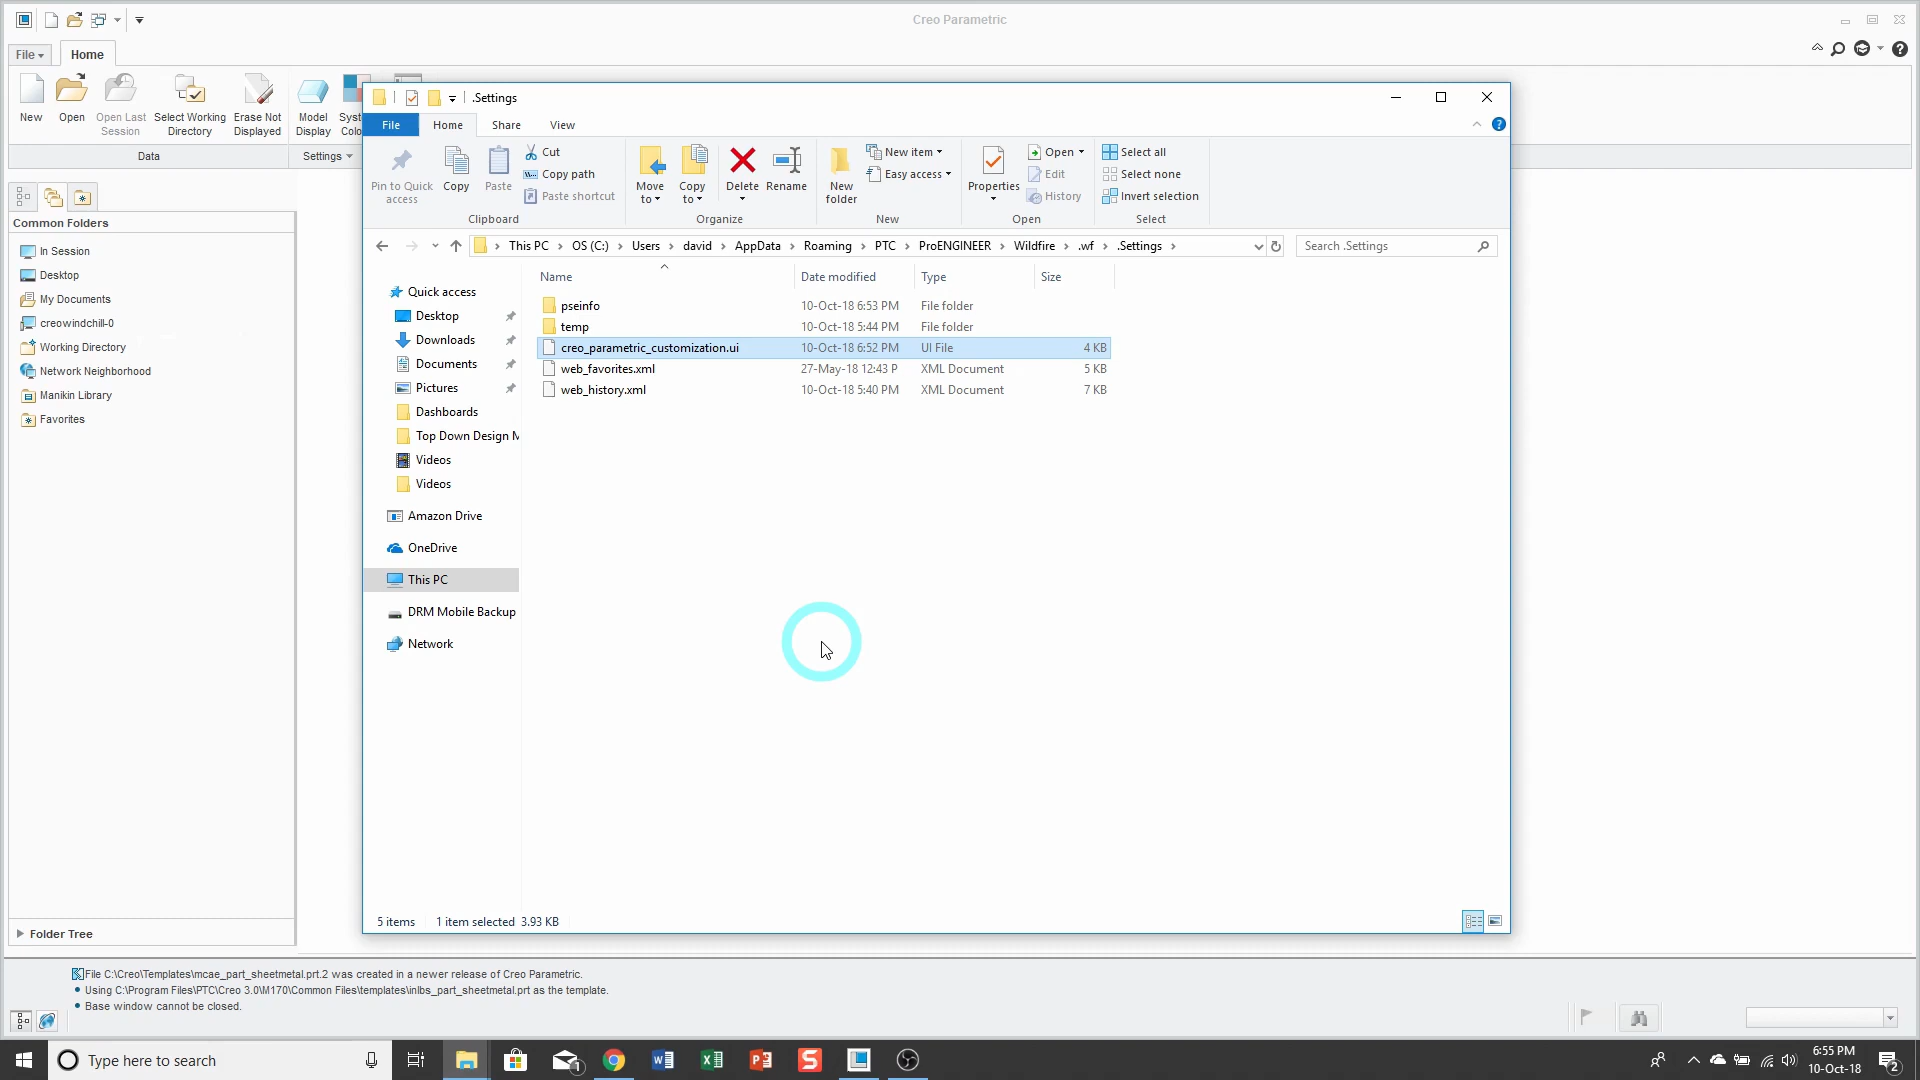 Creo Parametric
File
Home
New
Open
Open Last
Session
Select Working
Directory
Erase Not
Displayed
Model
Display
Data
Settings
Common Folders
In Session
Desktop
My Documents
creowindchill-0
Working Directory
Network Neighborhood
Manikin Library
Favorites
Folder Tree
.Settings
File
Home
Share
View
Pin to Quick
access
Copy
Paste
Cut
Copy path
Paste shortcut
Clipboard
Move
to
Copy
to
Delete
Rename
Organize
New
folder
New item
Easy access
New
Properties
Open
Edit
History
Open
Select all
Select none
Invert selection
Select
This PC > OS (C:) > Users > david > AppData > Roaming > PTC > ProENGINEER > Wildfire > .wf > .Settings >
Search .Settings
Quick access
Desktop
Downloads
Documents
Pictures
Dashboards
Top Down Design M
Videos
Videos
Amazon Drive
OneDrive
This PC
DRM Mobile Backup
Network
Name Date modified Type Size
pseinfo 10-Oct-18 6:53 PM File folder
temp 10-Oct-18 5:44 PM File folder
creo_parametric_customization.ui 10-Oct-18 6:52 PM UI File 4 KB
web_favorites.xml 27-May-18 12:43 P XML Document 5 KB
web_history.xml 10-Oct-18 5:40 PM XML Document 7 KB
5 items 1 item selected 3.93 KB
File C:\Creo\Templates\mcae_part_sheetmetal.prt.2 was created in a newer release of Creo Parametric.
• Using C:\Program Files\PTC\Creo 3.0\M170\Common Files\templates\inlbs_part_sheetmetal.prt as the template.
• Base window cannot be closed.
Type here to search
1
6:55 PM
10-Oct-18
2